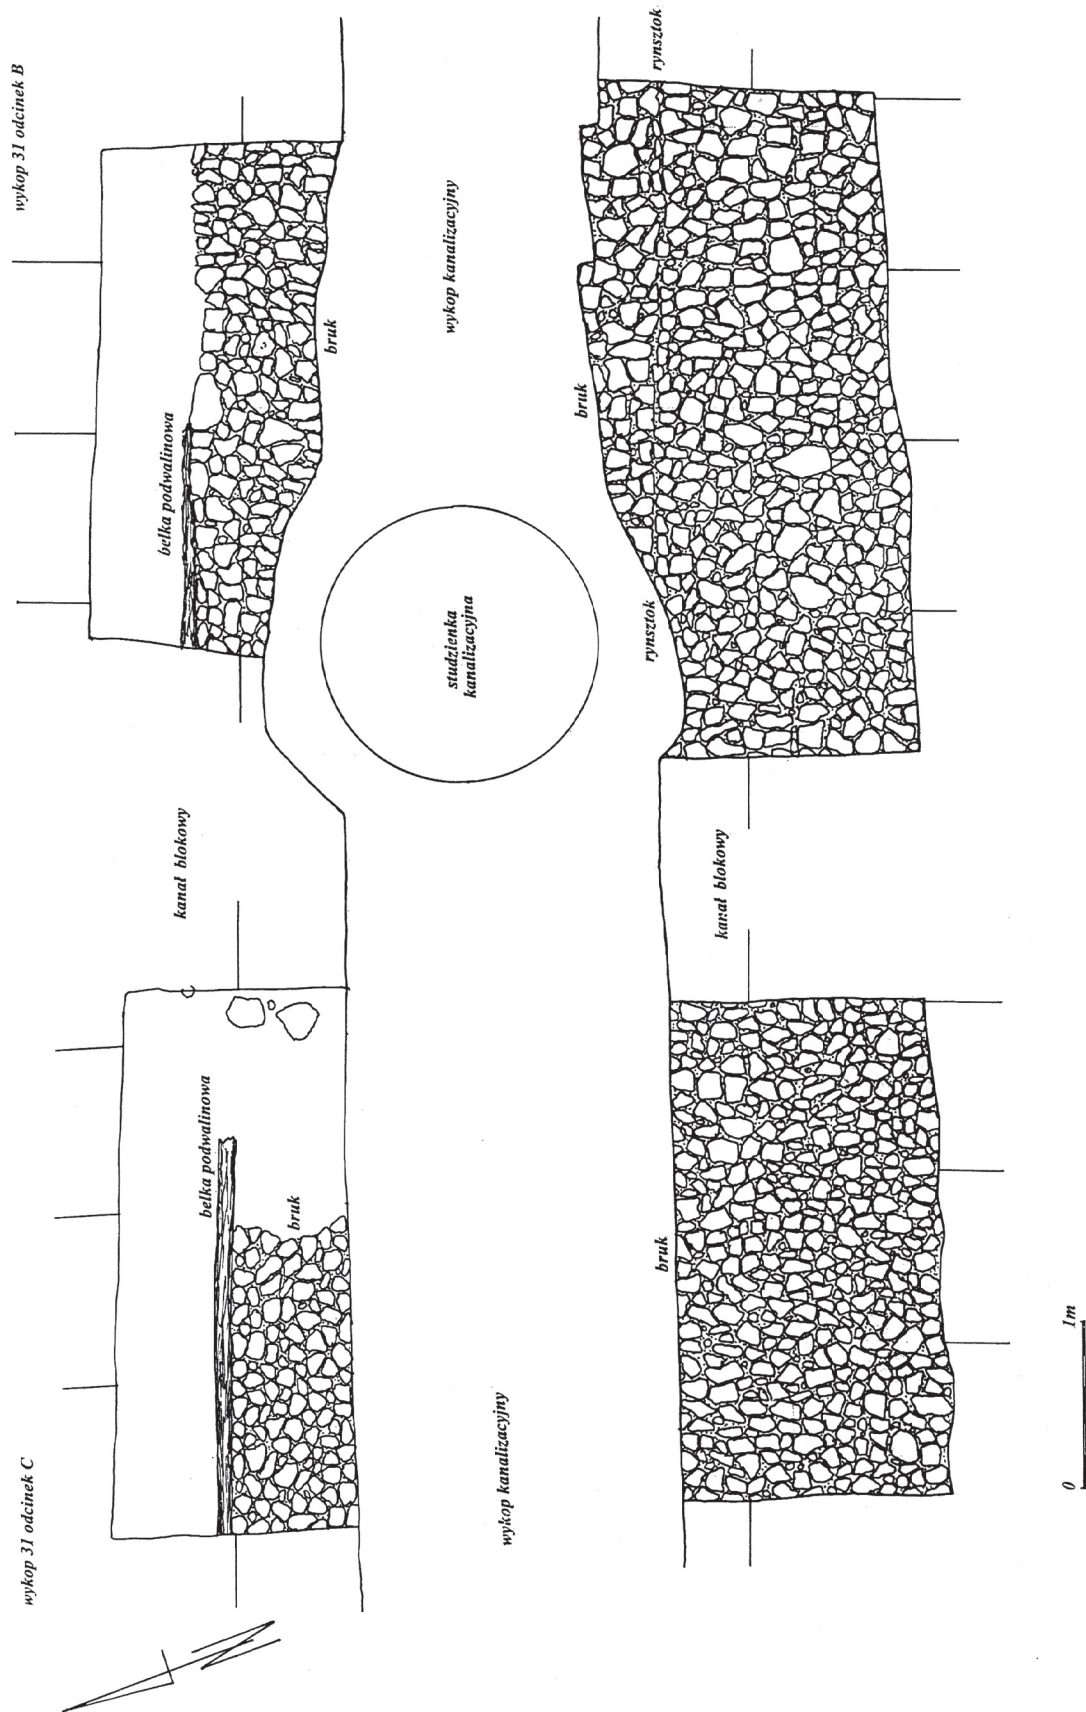 wykop 31 odcinek B
rynsztok
wykop kanalizacyjny
bruk
bruk
belka podwalinowa
studzienka
kanalizacyjna
rynsztok
kanał blokowy
kanał blokowy
belka podwalinowa
bruk
bruk
wykop 31 odcinek C
wykop kanalizacyjny
0
1m
N